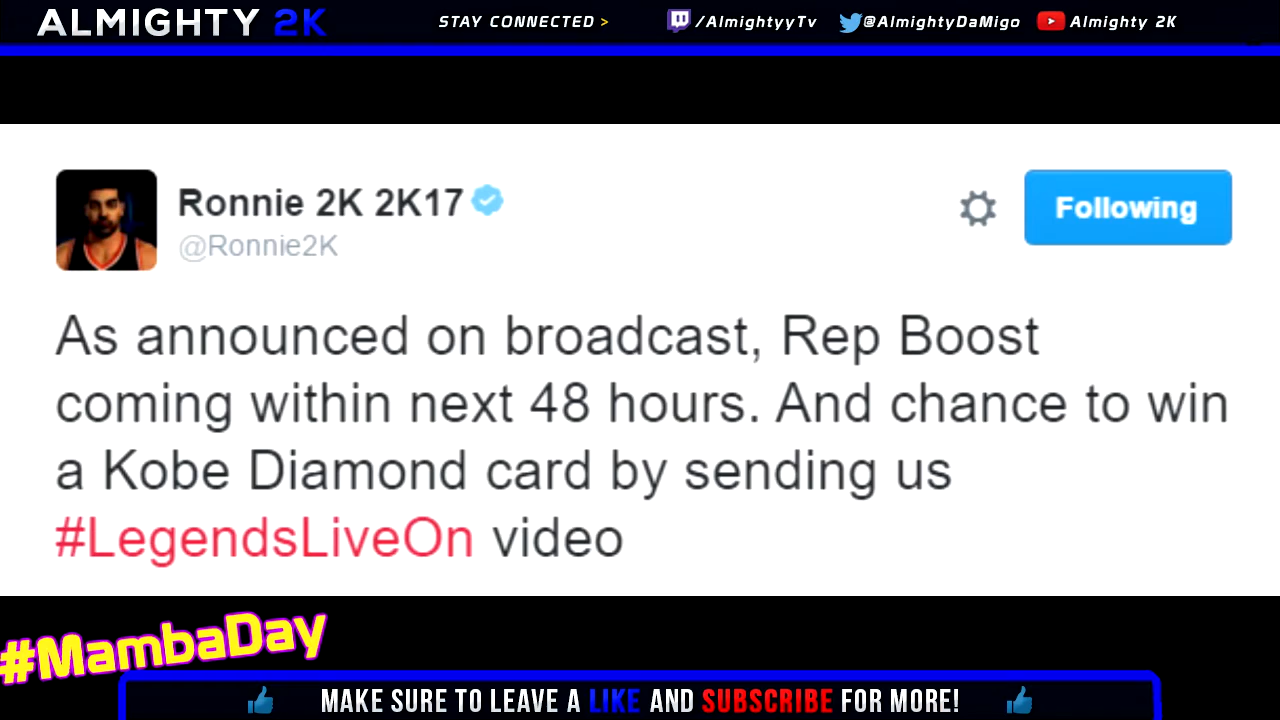 ALMIGHTY 2K STAY CONNECTED > /AlmightyyTv @AlmightyDaMigo Almighty 2K
Ronnie 2K 2K17
@Ronnie2K
Following
As announced on broadcast, Rep Boost
coming within next 48 hours. And chance to win
a Kobe Diamond card by sending us
#LegendsLiveOn video
#MambaDay
MAKE SURE TO LEAVE A LIKE AND SUBSCRIBE FOR MORE!